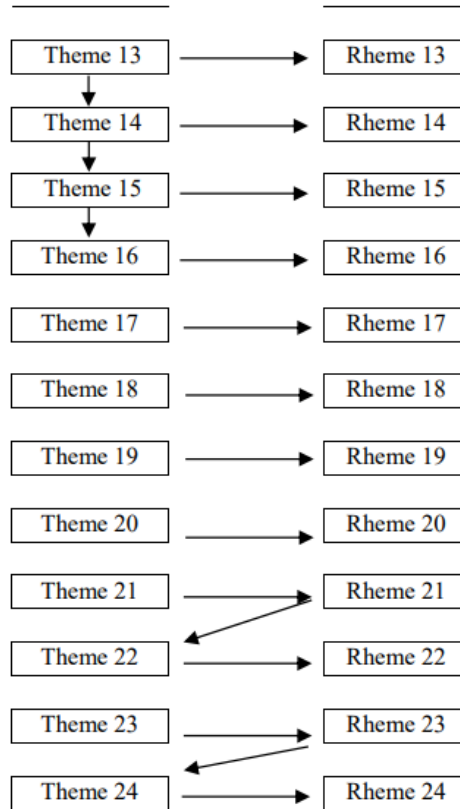 Theme 13 Rheme 13
Theme 14 Rheme 14
Theme 15 Rheme 15
Theme 16 Rheme 16
Theme 17 Rheme 17
Theme 18 Rheme 18
Theme 19 Rheme 19
Theme 20 Rheme 20
Theme 21 Rheme 21
Theme 22 Rheme 22
Theme 23 Rheme 23
Theme 24 Rheme 24